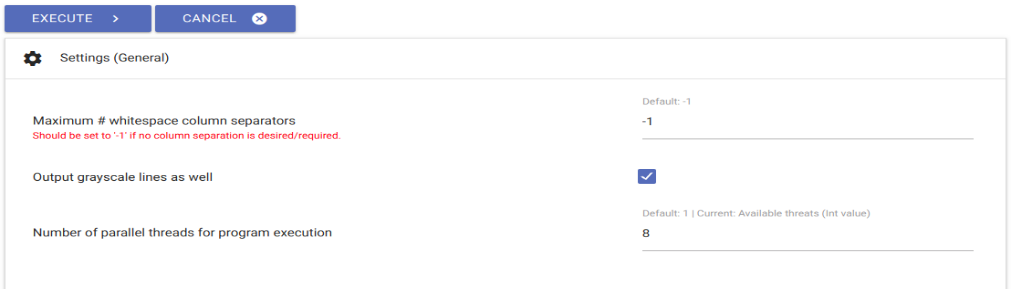 EXECUTE > CANCEL
Settings (General)
Default: -1
Maximum # whitespace column separators
-1
Should be set to '-1' if no column separation is desired/required.
Output grayscale lines as well
Default: 1 | Current: Available threats (Int value)
Number of parallel threads for program execution
8